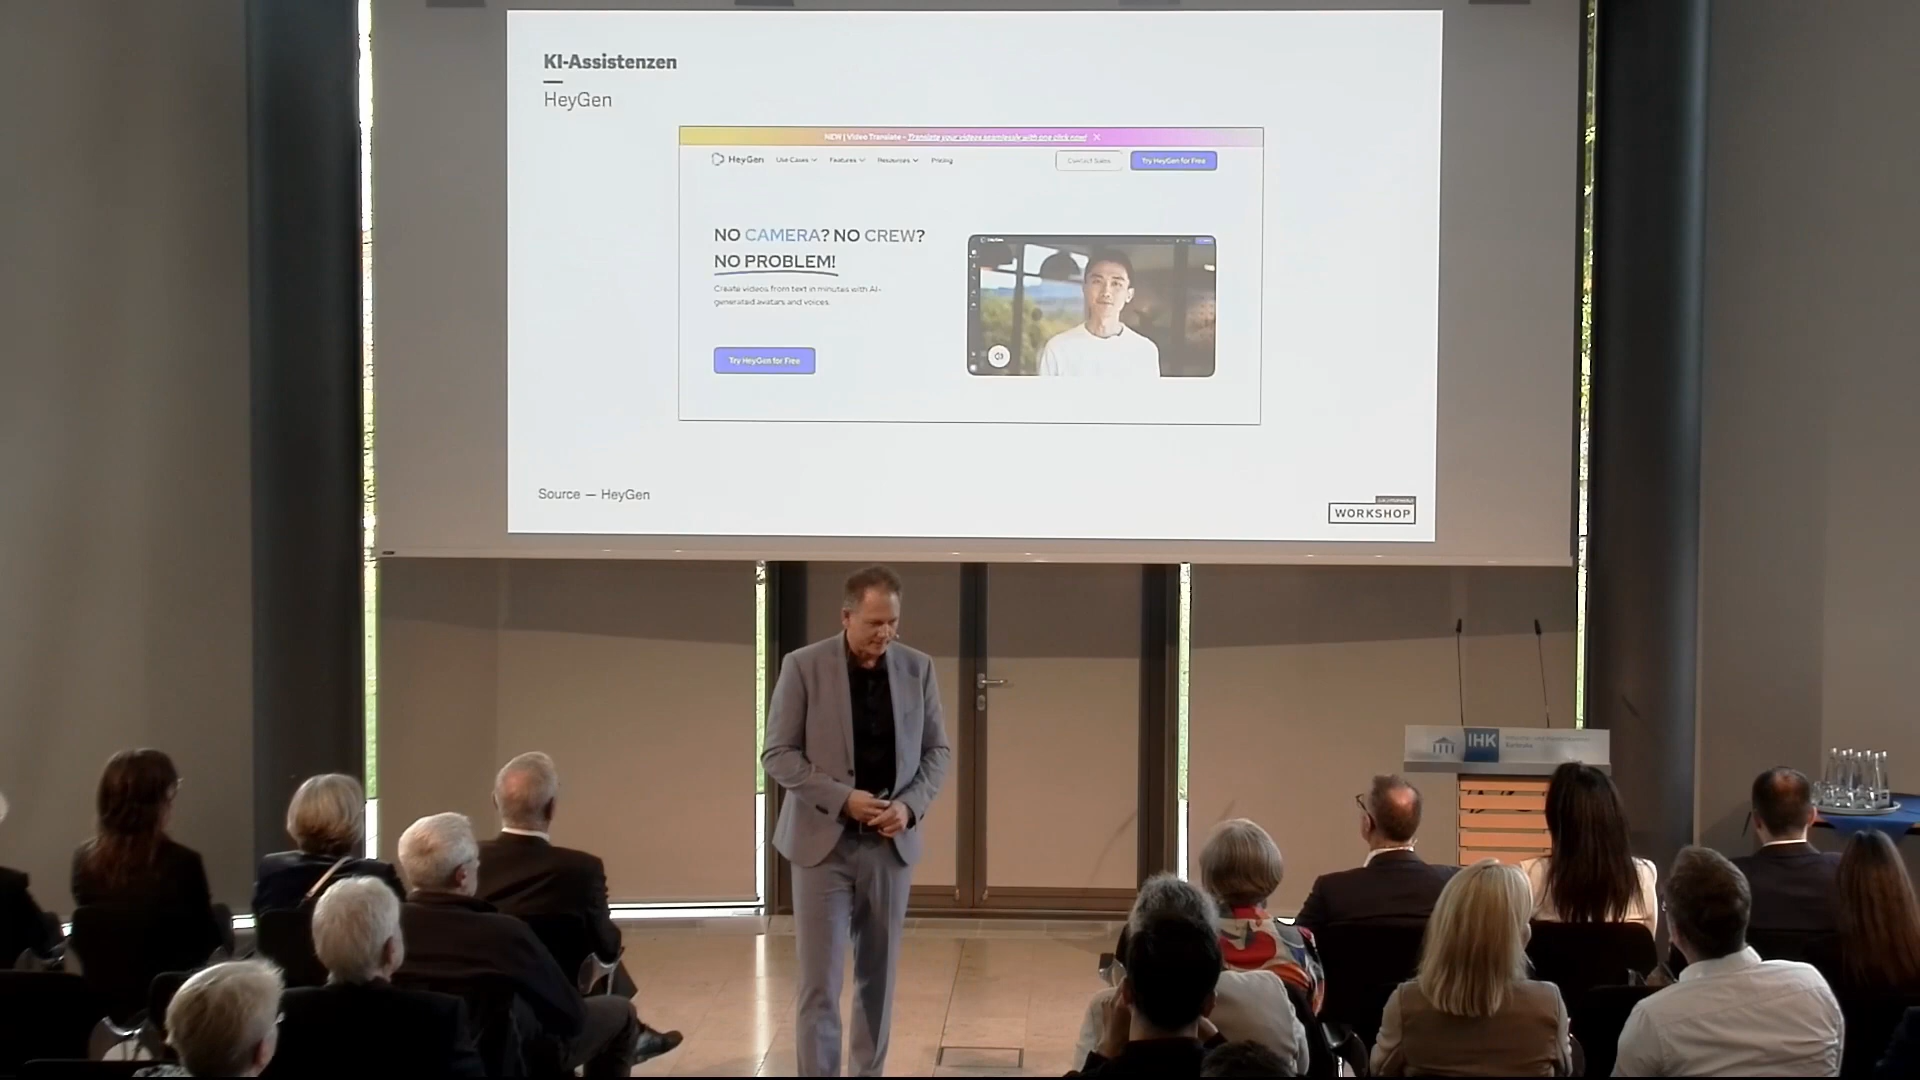 KI-Assistenzen
HeyGen
NEW | Video Translate - Translate your videos seamlessly with one click now! ×
HeyGen Use Cases Features Resources Pricing Contact Sales Try HeyGen for Free
NO CAMERA? NO CREW?
NO PROBLEM!
Create videos from text in minutes with AI-
generated avatars and voices.
Try HeyGen for Free
Source — HeyGen
WORKSHOP
IHK
Karlsruhe